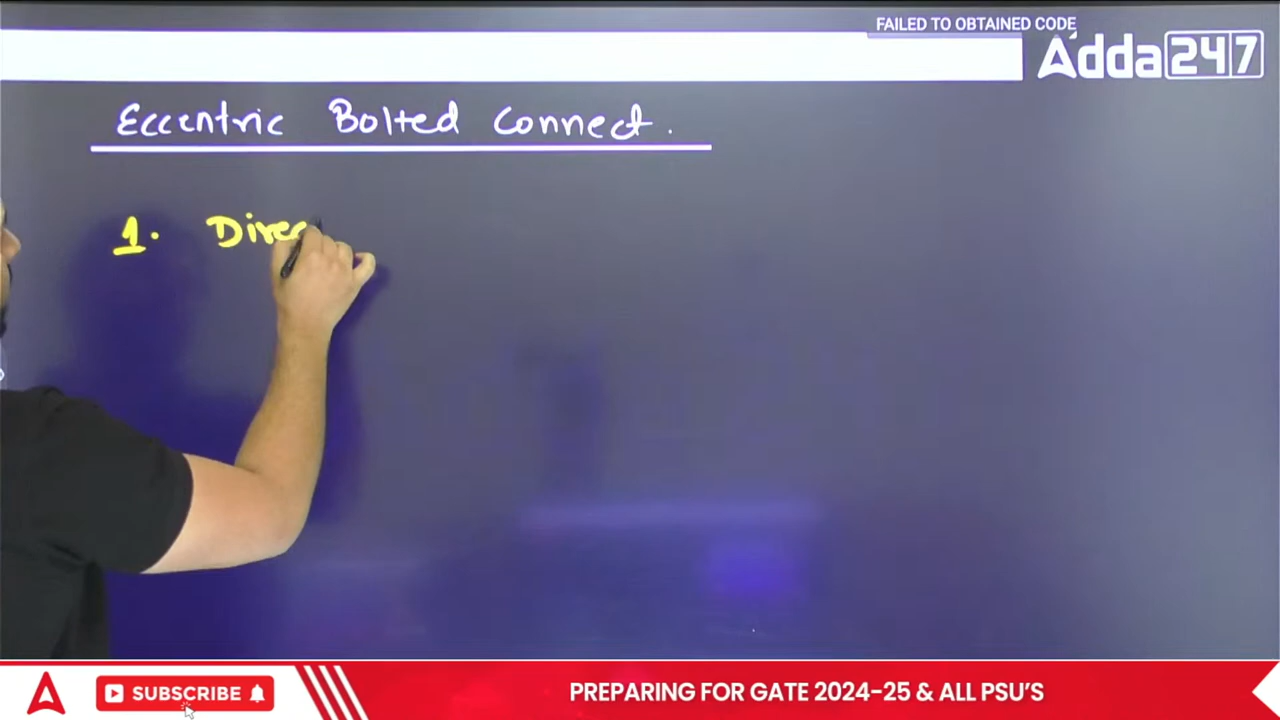 FAILED TO OBTAINED CODE
Adda247
Eccentric Bolted Connect.
1. Direc
SUBSCRIBE
PREPARING FOR GATE 2024-25 & ALL PSU'S